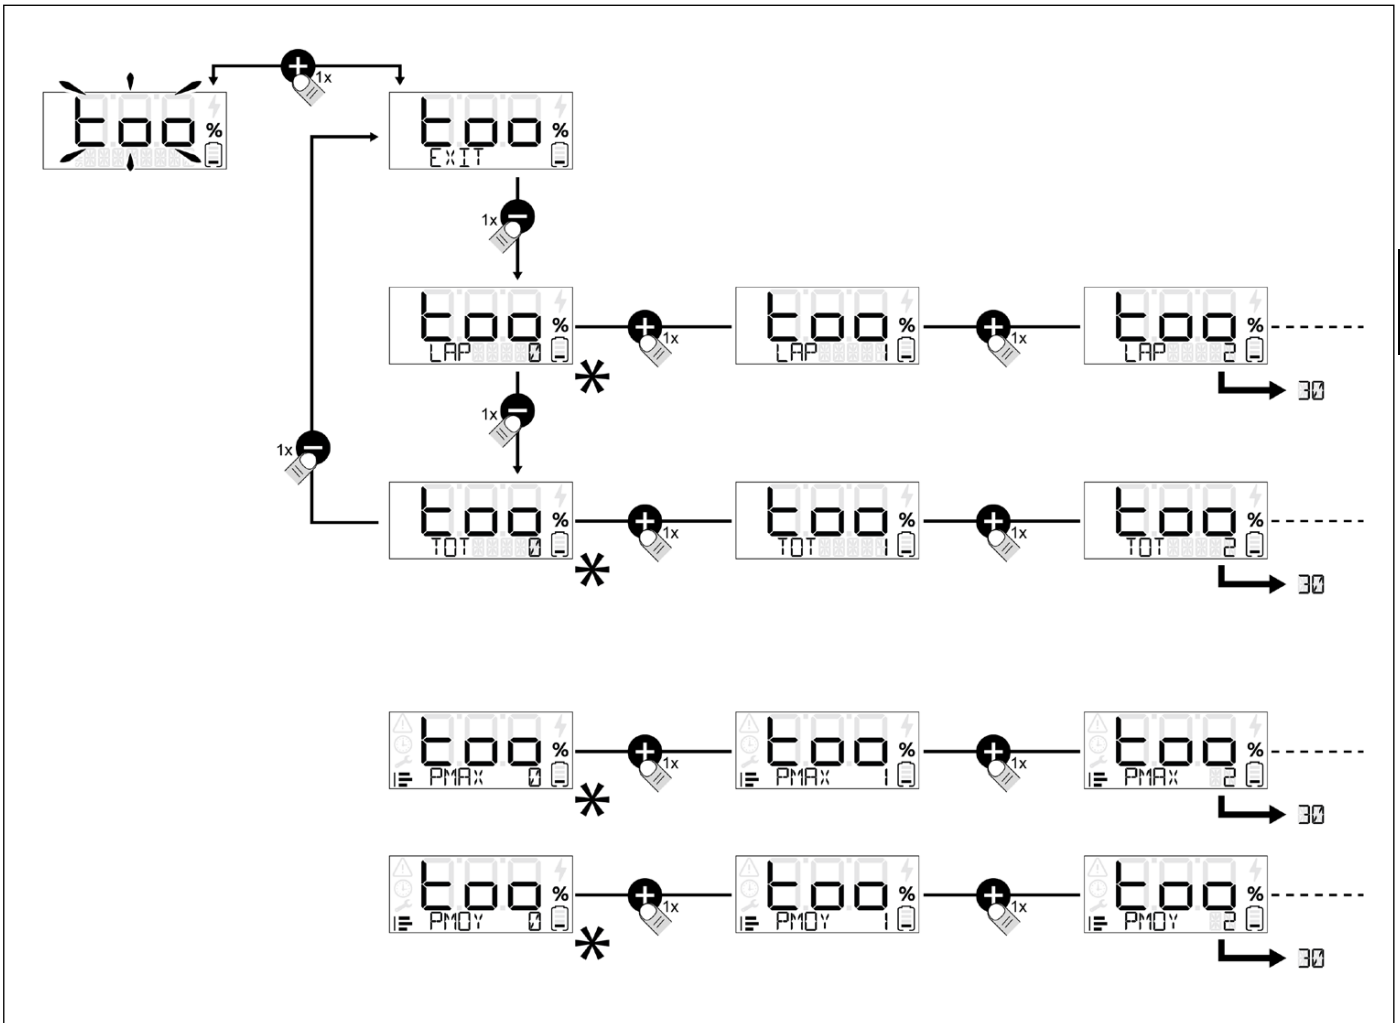 1x
too %
too %
EXIT
1x
too %
LAP 0
1x
too %
LAP 1
1x
too %
LAP 2
30
*
1x
1x
too %
TOT 0
1x
too %
TOT 1
1x
too %
TOT 2
30
*
too %
PMAX 0
1x
too %
PMAX 1
1x
too %
PMAX 2
30
*
too %
PMOY 0
1x
too %
PMOY 1
1x
too %
PMOY 2
30
*